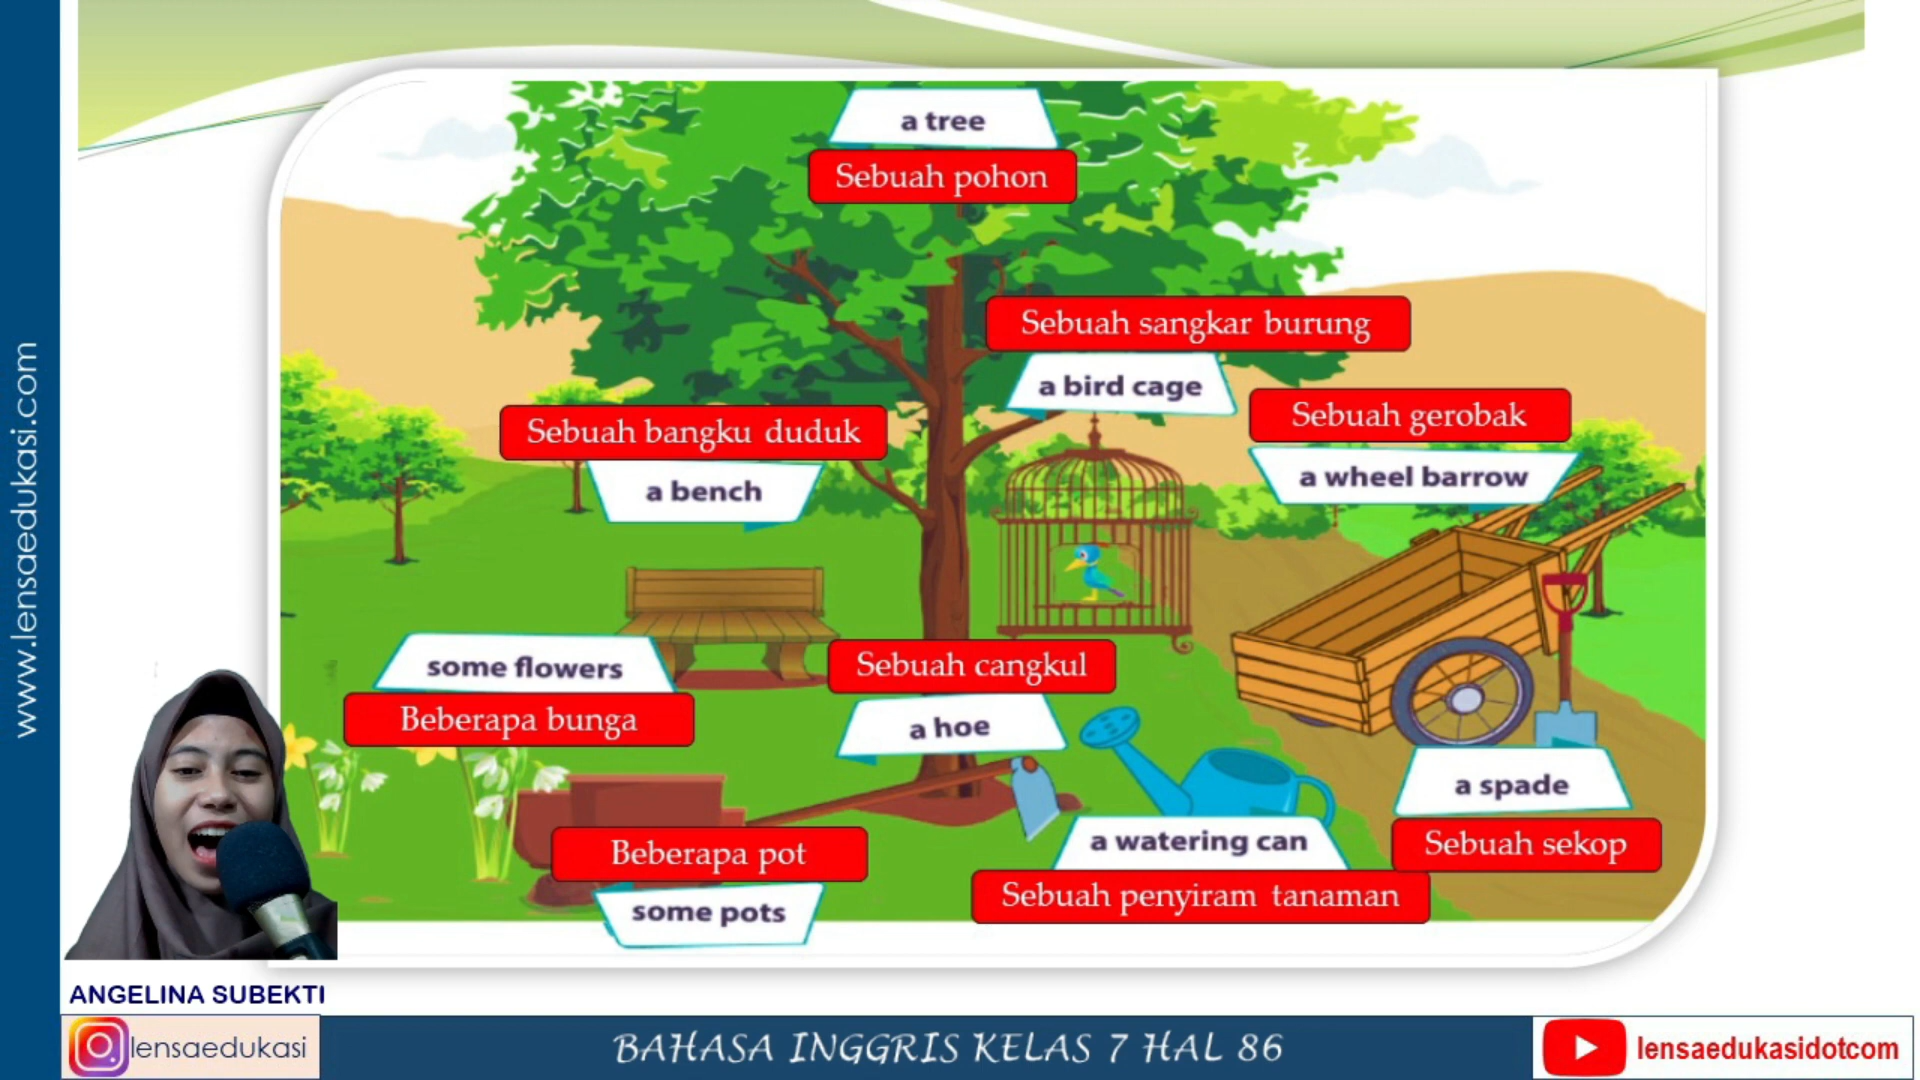 www.lensaedukasi.com
a tree
Sebuah pohon
Sebuah sangkar burung
a bird cage
Sebuah gerobak
a wheel barrow
Sebuah bangku duduk
a bench
some flowers
Beberapa bunga
Sebuah cangkul
a hoe
a spade
Sebuah sekop
a watering can
Sebuah penyiram tanaman
Beberapa pot
some pots
ANGELINA SUBEKTI
lensaedukasi
BAHASA INGGRIS KELAS 7 HAL 86
lensaedukasidotcom